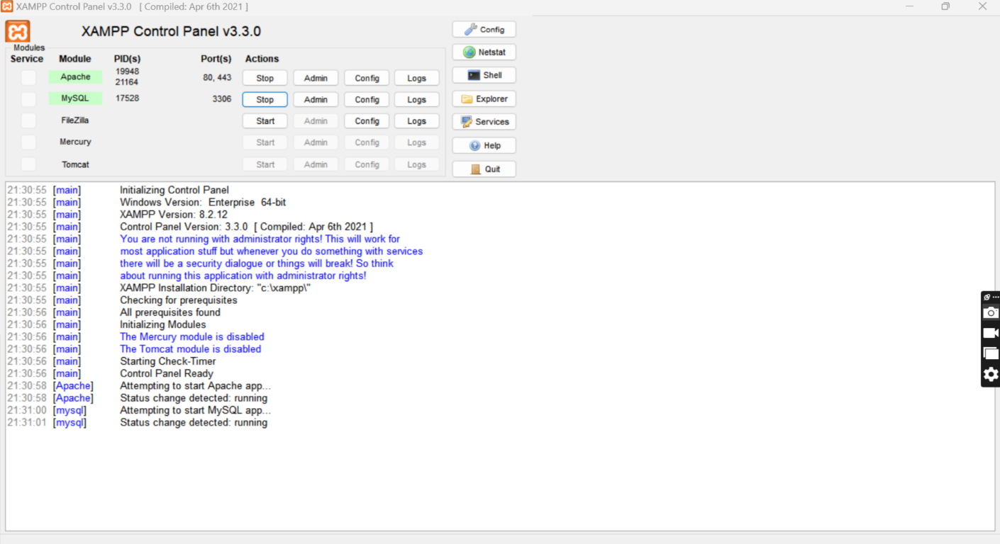 XAMPP Control Panel v3.3.0 [ Compiled: Apr 6th 2021 ]
XAMPP Control Panel v3.3.0
Config
Modules
Service Module PID(s) Port(s) Actions
Netstat
Apache 19948 21164 80, 443 Stop Admin Config Logs
Shell
MySQL 17528 3306 Stop Admin Config Logs
Explorer
FileZilla Start Admin Config Logs
Services
Mercury Start Admin Config Logs
Help
Tomcat Start Admin Config Logs
Quit
21:30:55 [main] Initializing Control Panel
21:30:55 [main] Windows Version: Enterprise 64-bit
21:30:55 [main] XAMPP Version: 8.2.12
21:30:55 [main] Control Panel Version: 3.3.0 [ Compiled: Apr 6th 2021 ]
21:30:55 [main] You are not running with administrator rights! This will work for
21:30:55 [main] most application stuff but whenever you do something with services
21:30:55 [main] there will be a security dialogue or things will break! So think
21:30:55 [main] about running this application with administrator rights!
21:30:55 [main] XAMPP Installation Directory: "c:\xampp\"
21:30:55 [main] Checking for prerequisites
21:30:56 [main] All prerequisites found
21:30:56 [main] Initializing Modules
21:30:56 [main] The Mercury module is disabled
21:30:56 [main] The Tomcat module is disabled
21:30:56 [main] Starting Check-Timer
21:30:56 [main] Control Panel Ready
21:30:58 [Apache] Attempting to start Apache app...
21:30:58 [Apache] Status change detected: running
21:31:00 [mysql] Attempting to start MySQL app...
21:31:01 [mysql] Status change detected: running